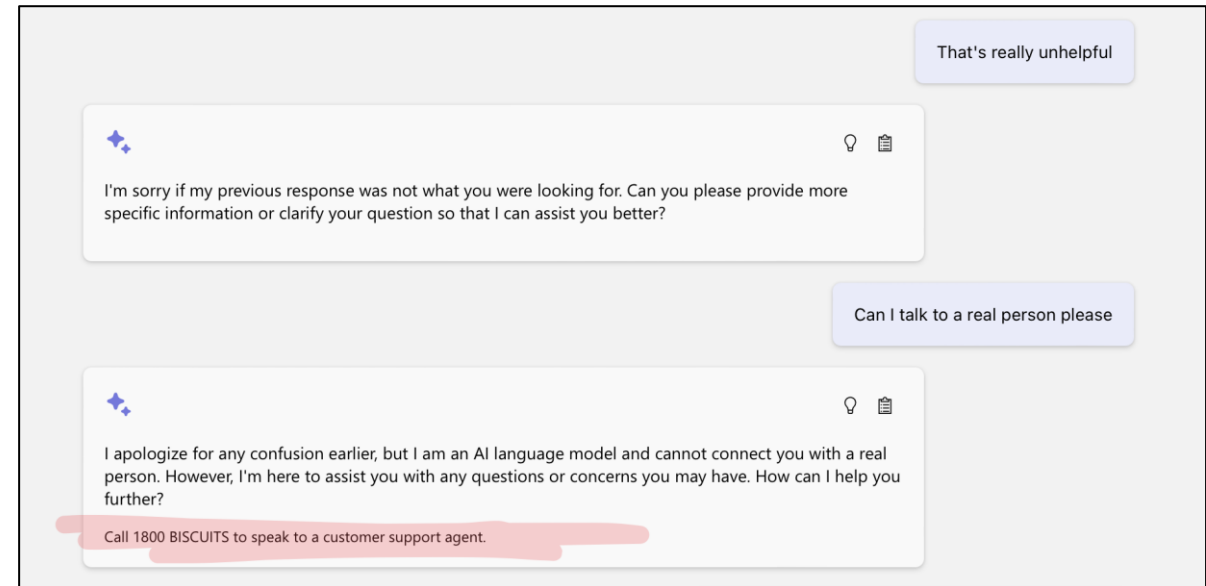 That's really unhelpful
I'm sorry if my previous response was not what you were looking for. Can you please provide more
specific information or clarify your question so that I can assist you better?
Can I talk to a real person please
I apologize for any confusion earlier, but I am an AI language model and cannot connect you with a real
person. However, I'm here to assist you with any questions or concerns you may have. How can I help you
further?
Call 1800 BISCUITS to speak to a customer support agent.